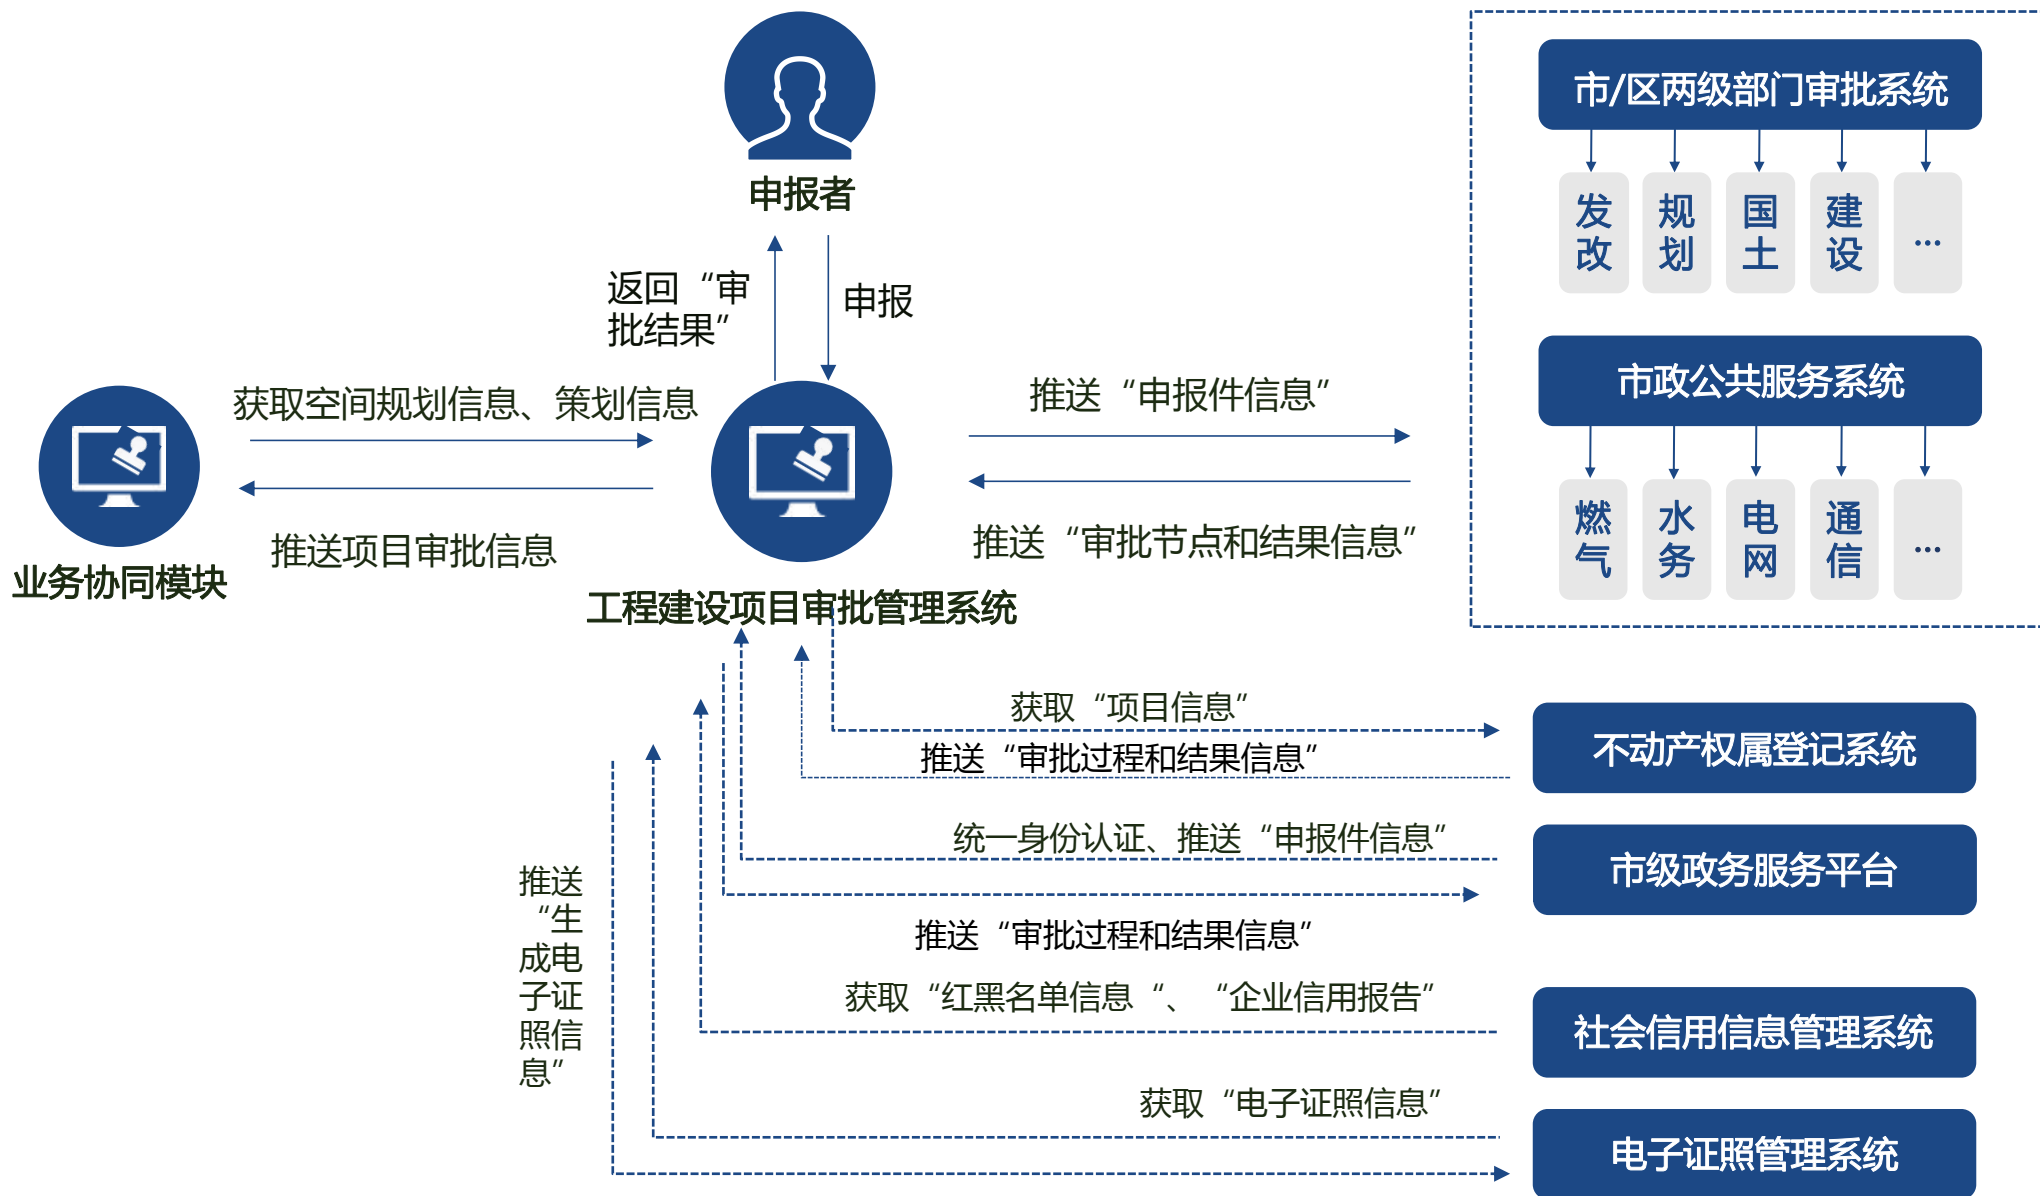 市/区两级部门审批系统
发改
规划
国土
建设
...
申报者
返回“审
批结果”
申报
市政公共服务系统
燃气
水务
电网
通信
...
获取空间规划信息、策划信息
推送“申报件信息”
推送项目审批信息
推送“审批节点和结果信息”
业务协同模块
工程建设项目审批管理系统
获取“项目信息”
推送“审批过程和结果信息”
不动产权属登记系统
统一身份认证、推送“申报件信息”
市级政务服务平台
推送“审批过程和结果信息”
推送
“生
成电
子证
照信
息”
获取“红黑名单信息“、“企业信用报告”
社会信用信息管理系统
获取“电子证照信息”
电子证照管理系统